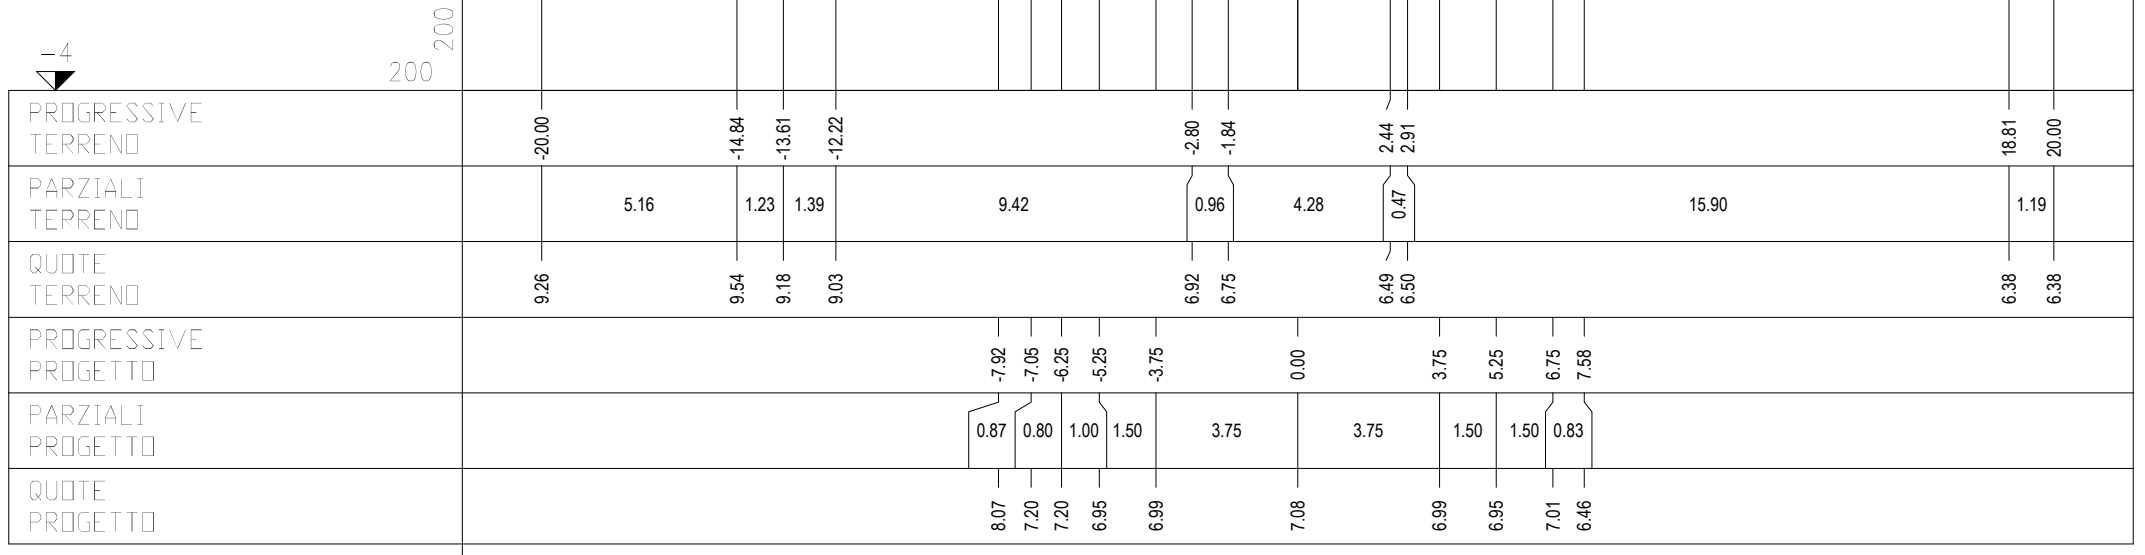 200
-4
200
PROGRESSIVE
TERRENO
-20.00 -14.84 -13.61 -12.22 -2.80 -1.84 2.44 2.91 18.81 20.00
PARZIALI
TERRENO
5.16 1.23 1.39 9.42 0.96 4.28 0.47 15.90 1.19
QUOTE
TERRENO
9.26 9.54 9.18 9.03 6.92 6.75 6.49 6.50 6.38 6.38
PROGRESSIVE
PROGETTO
-7.92 -7.05 -6.25 -5.25 -3.75 0.00 3.75 5.25 6.75 7.58
PARZIALI
PROGETTO
0.87 0.80 1.00 1.50 3.75 3.75 1.50 1.50 0.83
QUOTE
PROGETTO
8.07 7.20 7.20 6.95 6.99 7.08 6.99 6.95 7.01 6.46